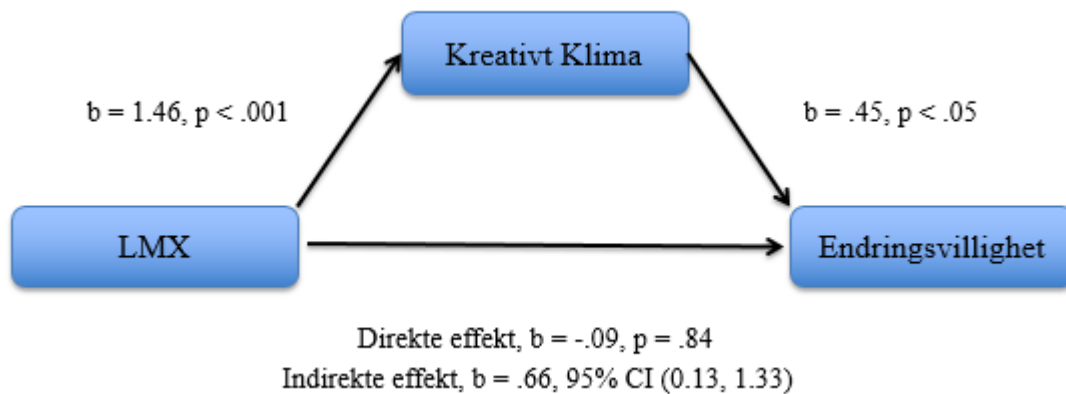 Kreativt Klima
b = 1.46, p < .001
b = .45, p < .05
LMX
Endringsvillighet
Direkte effekt, b = -.09, p = .84
Indirekte effekt, b = .66, 95% CI (0.13, 1.33)